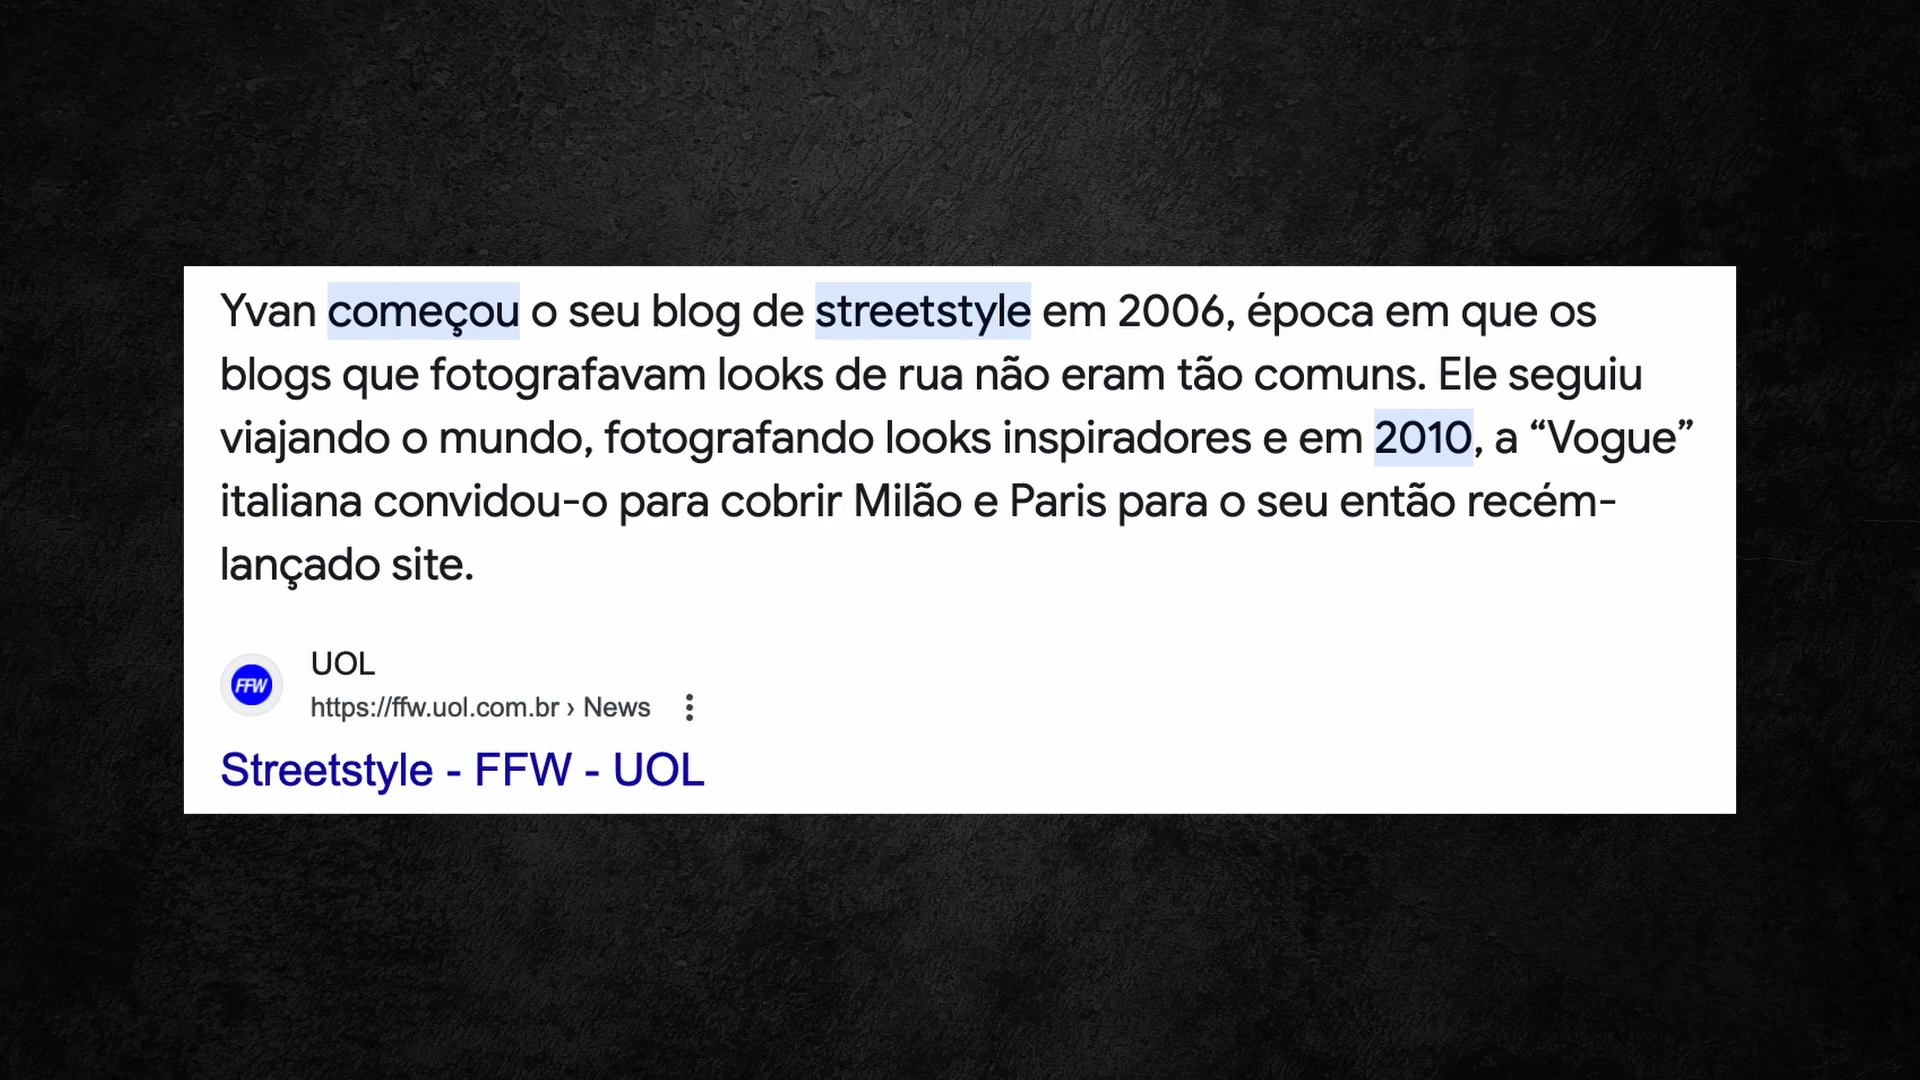 Yvan começou o seu blog de streetstyle em 2006, época em que os
blogs que fotografavam looks de rua não eram tão comuns. Ele seguiu
viajando o mundo, fotografando looks inspiradores e em 2010, a “Vogue”
italiana convidou-o para cobrir Milão e Paris para o seu então recém-
lançado site.
FFW
UOL
https://ffw.uol.com.br › News
Streetstyle - FFW - UOL